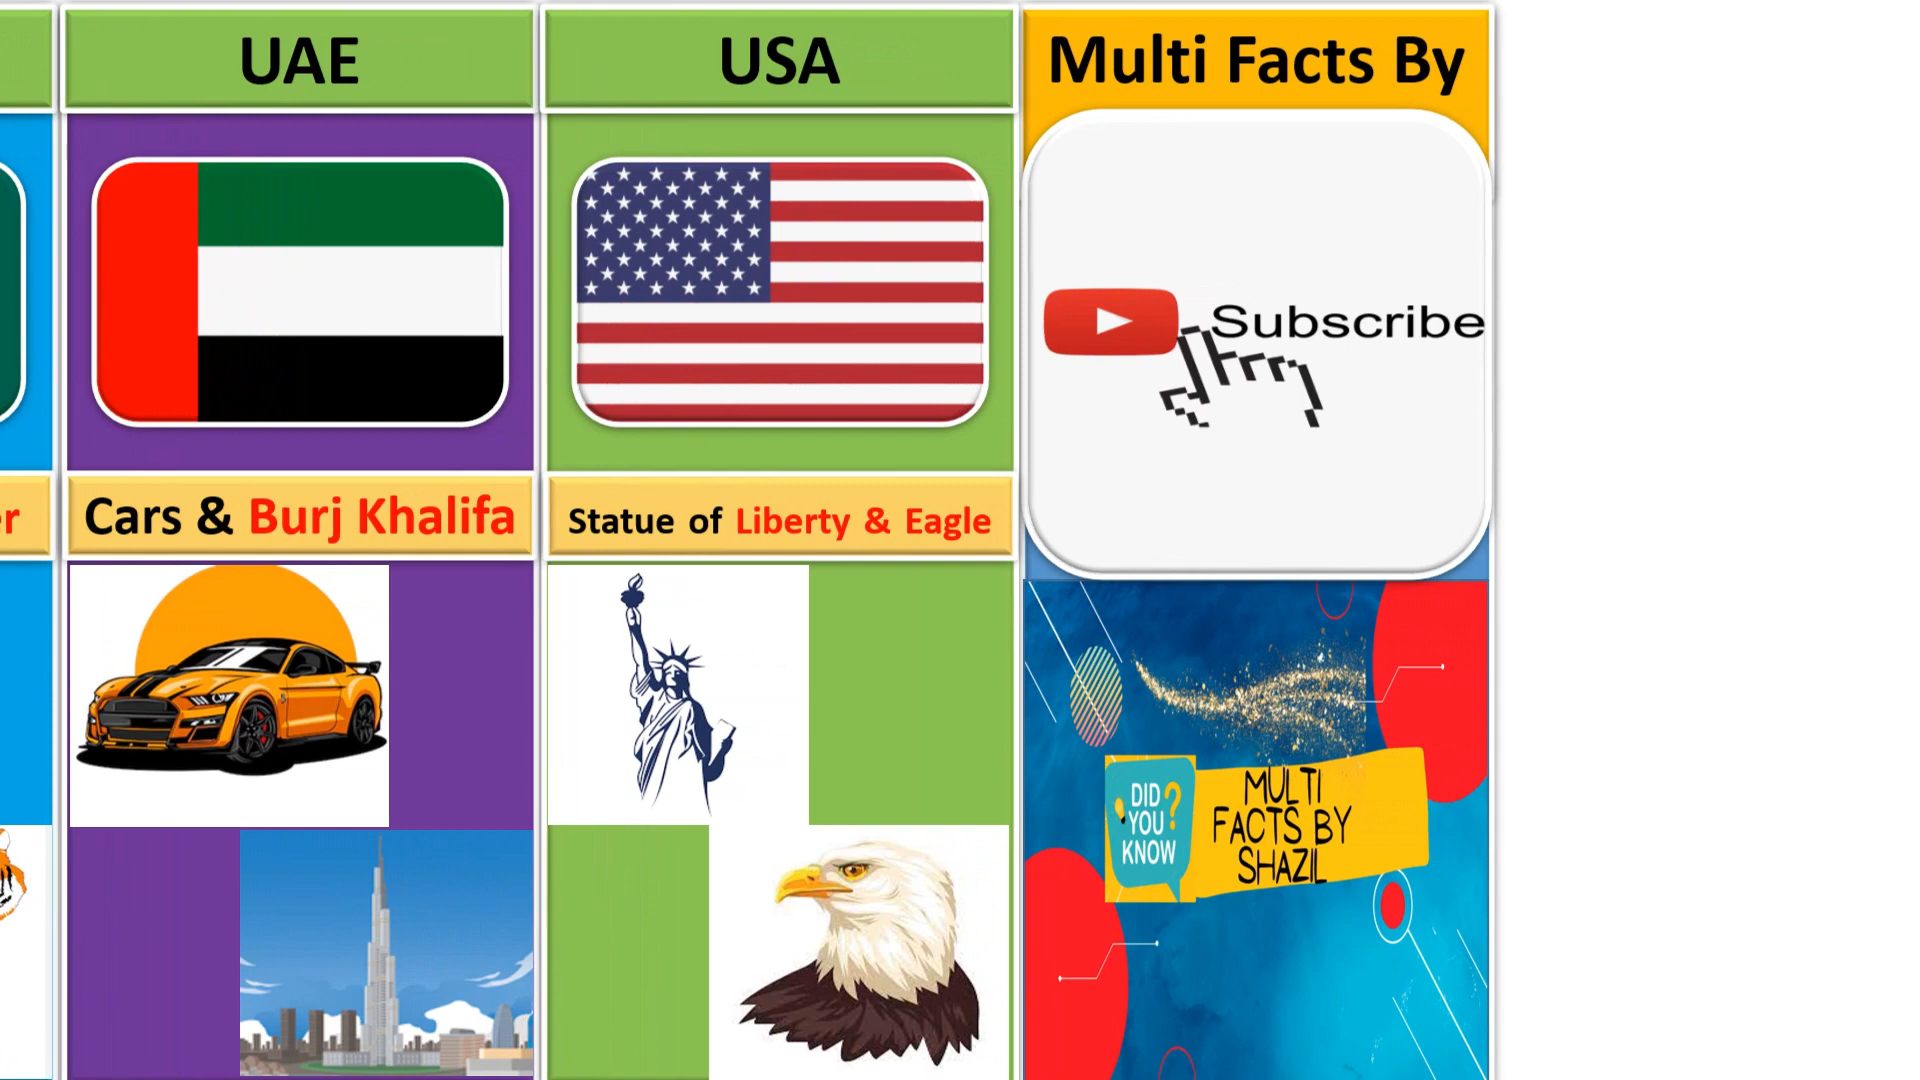 UAE
USA
Multi Facts By
Subscribe
Cars & Burj Khalifa
Statue of Liberty & Eagle
DID
YOU
KNOW
?
MULTI
FACTS BY
SHAZIL